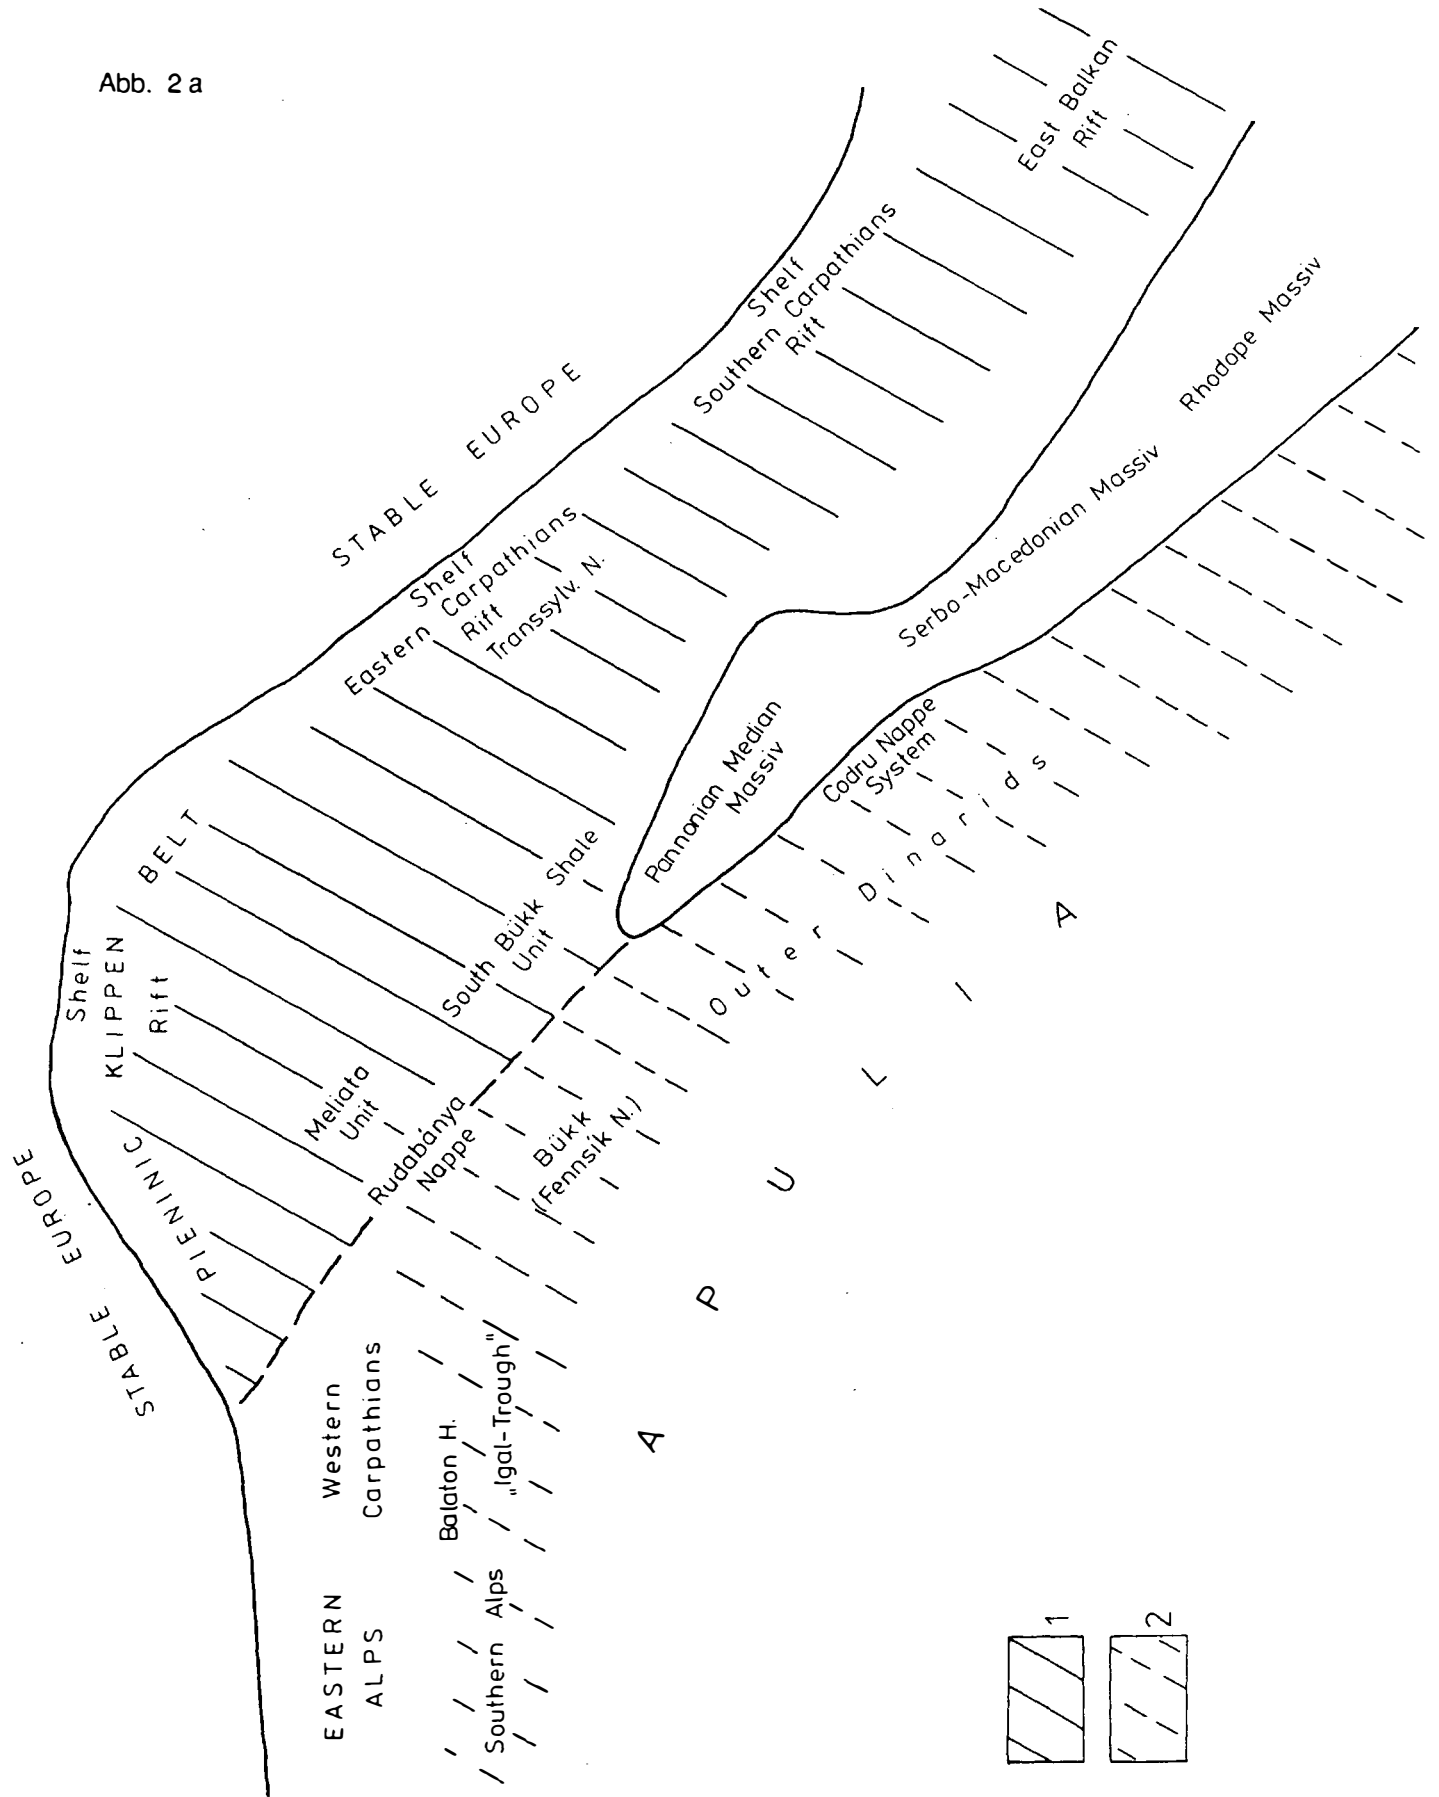 Abb. 2 a
East Balkan
Rift
Shelf
Southern Carpathians
Rift
STABLE EUROPE
Rhodope Massiv
Serbo-Macedonian Massiv
Shelf
Eastern Carpathians
Rift
Transsylv. N.
Pannonian Median
Massiv
Codru Nappe
System
Outer Dinarids
BELT
South Bükk Shale
Unit
Shelf
KLIPPEN
Rift
PIENINIC
Meliata
Unit
Rudabánya
Nappe
Bükk
(Fennsík N.)
STABLE EUROPE
APULIA
Western
Carpathians
Balaton H.
„Igal-Trough"
EASTERN
ALPS
Southern Alps
1
2